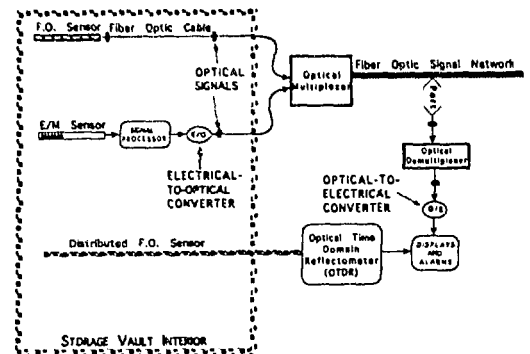 F.O. Sensor
Fiber Optic Cable
OPTICAL
SIGNALS
Optical
Multiplexer
Fiber Optic Signal Network
Port
E/M Sensor
SIGNAL
PROCESSOR
E/O
ELECTRICAL-
TO-OPTICAL
CONVERTER
Optical
Demultiplexer
OPTICAL-TO-
ELECTRICAL
CONVERTER
O/E
Distributed F.O. Sensor
Optical Time
Domain
Reflectometer
(OTDR)
DISPLAYS
AND
ALARMS
STORAGE VAULT INTERIOR